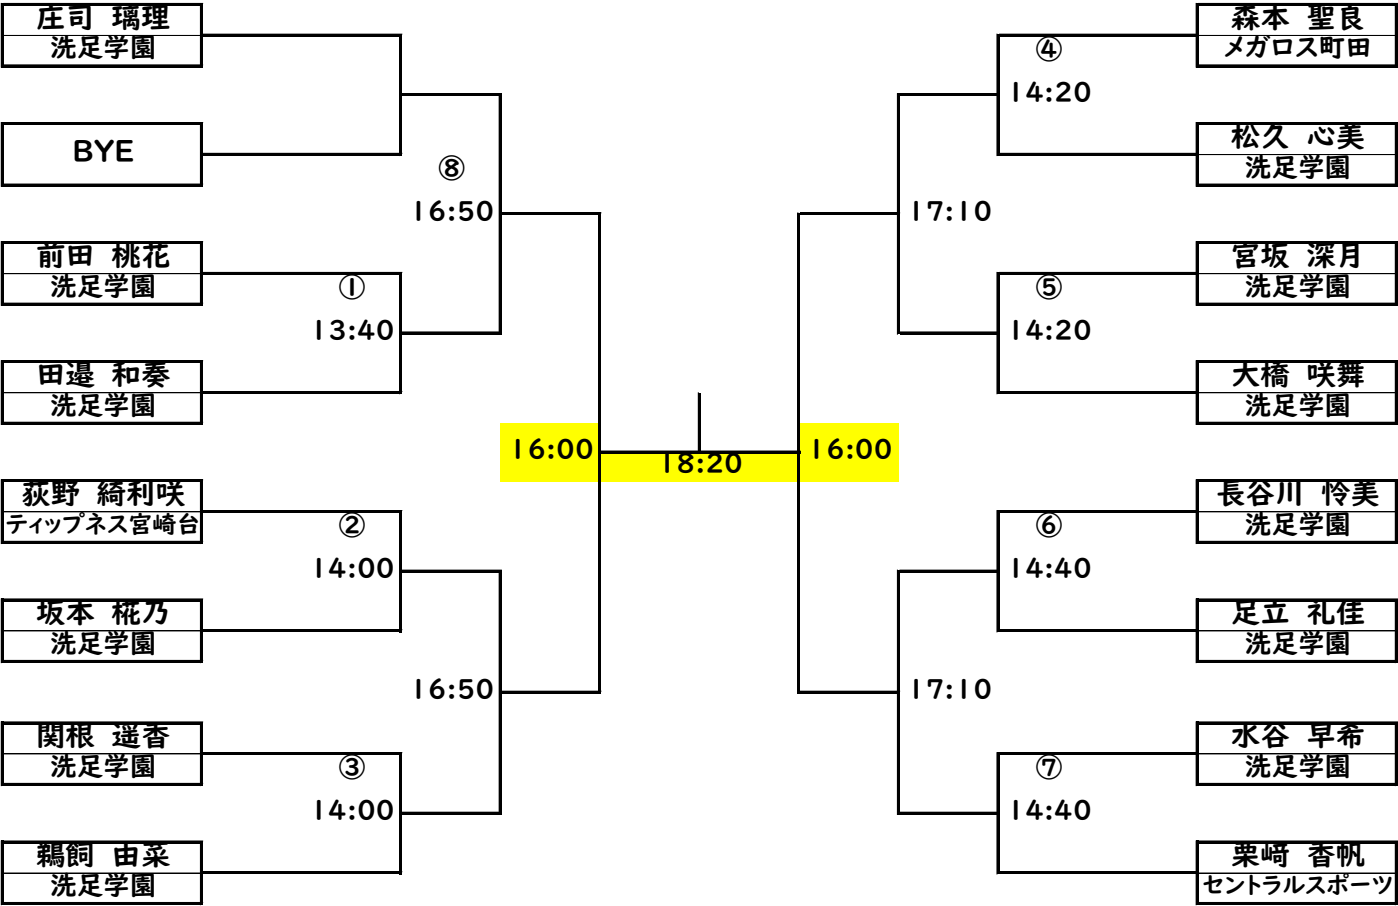 庄司 璃理
洗足学園
BYE
⑧
16:50
前田 桃花
洗足学園
①
13:40
田邉 和奏
洗足学園
荻野 綺利咲
ティップネス宮崎台
②
14:00
坂本 椛乃
洗足学園
16:50
関根 遥香
洗足学園
③
14:00
鵜飼 由菜
洗足学園
16:00
18:20
16:00
森本 聖良
メガロス町田
④
14:20
松久 心美
洗足学園
17:10
宮坂 深月
洗足学園
⑤
14:20
大橋 咲舞
洗足学園
長谷川 怜美
洗足学園
⑥
14:40
足立 礼佳
洗足学園
17:10
水谷 早希
洗足学園
⑦
14:40
栗﨑 香帆
セントラルスポーツ